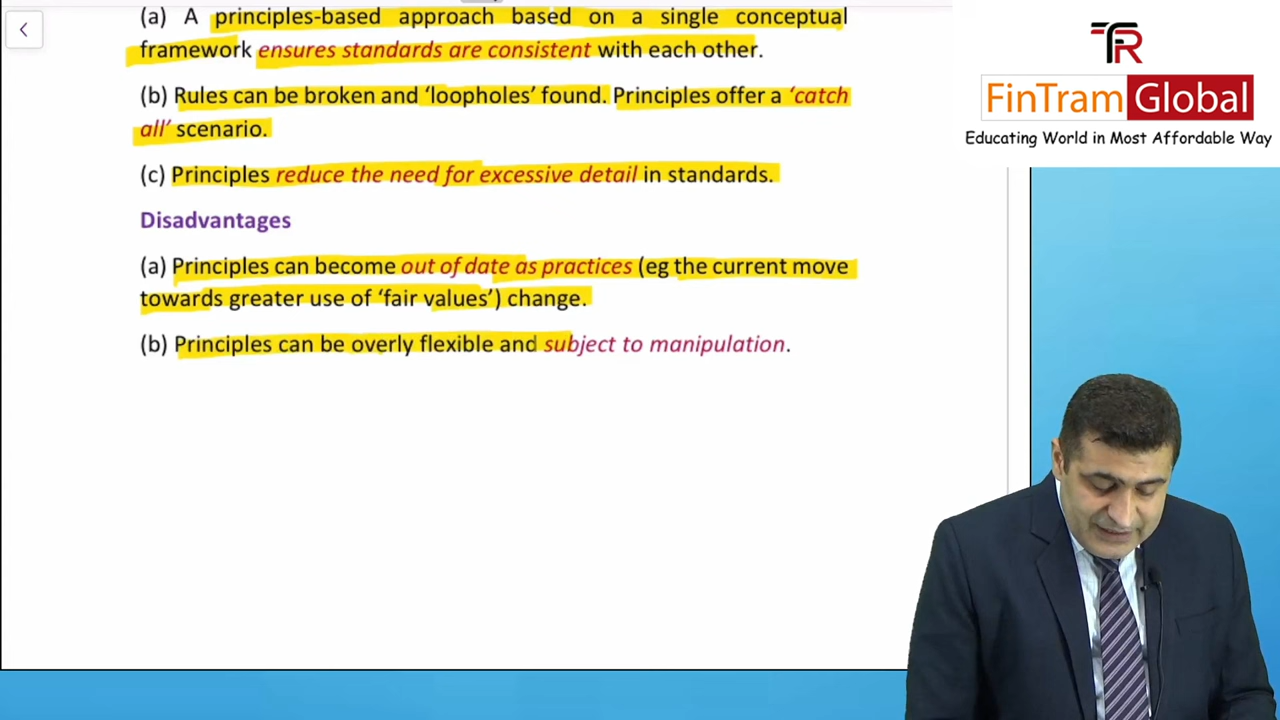 (a) A principles-based approach based on a single conceptual
framework ensures standards are consistent with each other.
(b) Rules can be broken and ‘loopholes’ found. Principles offer a ‘catch
all’ scenario.
(c) Principles reduce the need for excessive detail in standards.
Disadvantages
(a) Principles can become out of date as practices (eg the current move
towards greater use of ‘fair values’) change.
(b) Principles can be overly flexible and subject to manipulation.
TR
FinTram Global
Educating World in Most Affordable Way